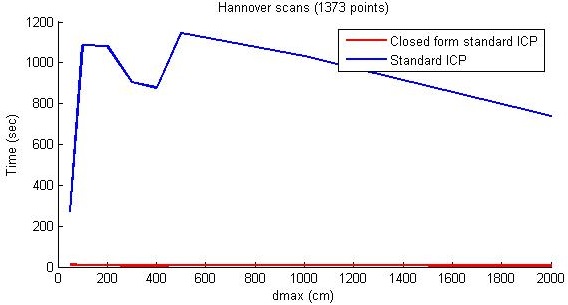 Hannover scans (1373 points)
Closed form standard ICP
Standard ICP
1200
1000
800
600
400
200
0
Time (sec)
0 200 400 600 800 1000 1200 1400 1600 1800 2000
dmax (cm)